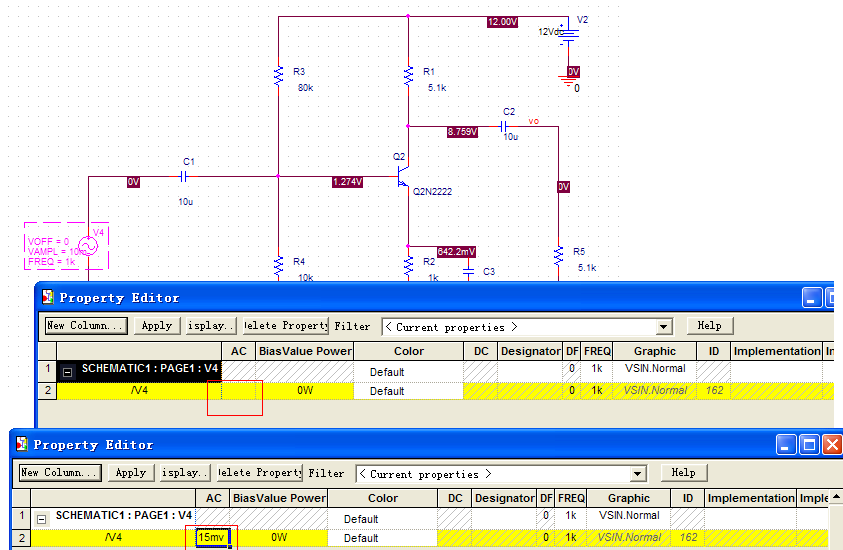 12.00V
V2
12Vdc
0V
0
R3
80k
R1
5.1k
C2
10u
vo
8.759V
Q2
Q2N2222
C1
10u
0V
1.274V
0V
V4
VOFF = 0
VAMPL = 10m
FREQ = 1k
R4
10k
642.2mV
R2
1k
C3
R5
5.1k
Property Editor
New Column... Apply isplay.. elete Property Filter < Current properties > Help
AC BiasValue Power Color DC Designator DF FREQ Graphic ID Implementation
1 SCHEMATIC1 : PAGE1 : V4 Default 0 1k VSIN.Normal
2 /V4 0W Default 0 1k VSIN.Normal 162
Property Editor
New Column... Apply isplay.. elete Property Filter < Current properties > Help
AC BiasValue Power Color DC Designator DF FREQ Graphic ID Implementation Imple
1 SCHEMATIC1 : PAGE1 : V4 Default 0 1k VSIN.Normal
2 /V4 15mv 0W Default 0 1k VSIN.Normal 162